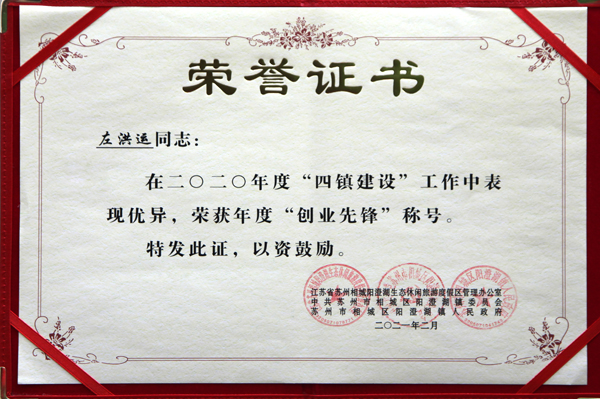 荣誉证书
左洪运同志：
在二〇二〇年度“四镇建设”工作中表
现优异，荣获年度“创业先锋”称号。
特发此证，以资鼓励。
江苏省苏州相城阳澄湖生态休闲旅游度假区管理办公室
中共苏州市相城区阳澄湖镇委员会
苏州市相城区阳澄湖镇人民政府
二〇二一年二月